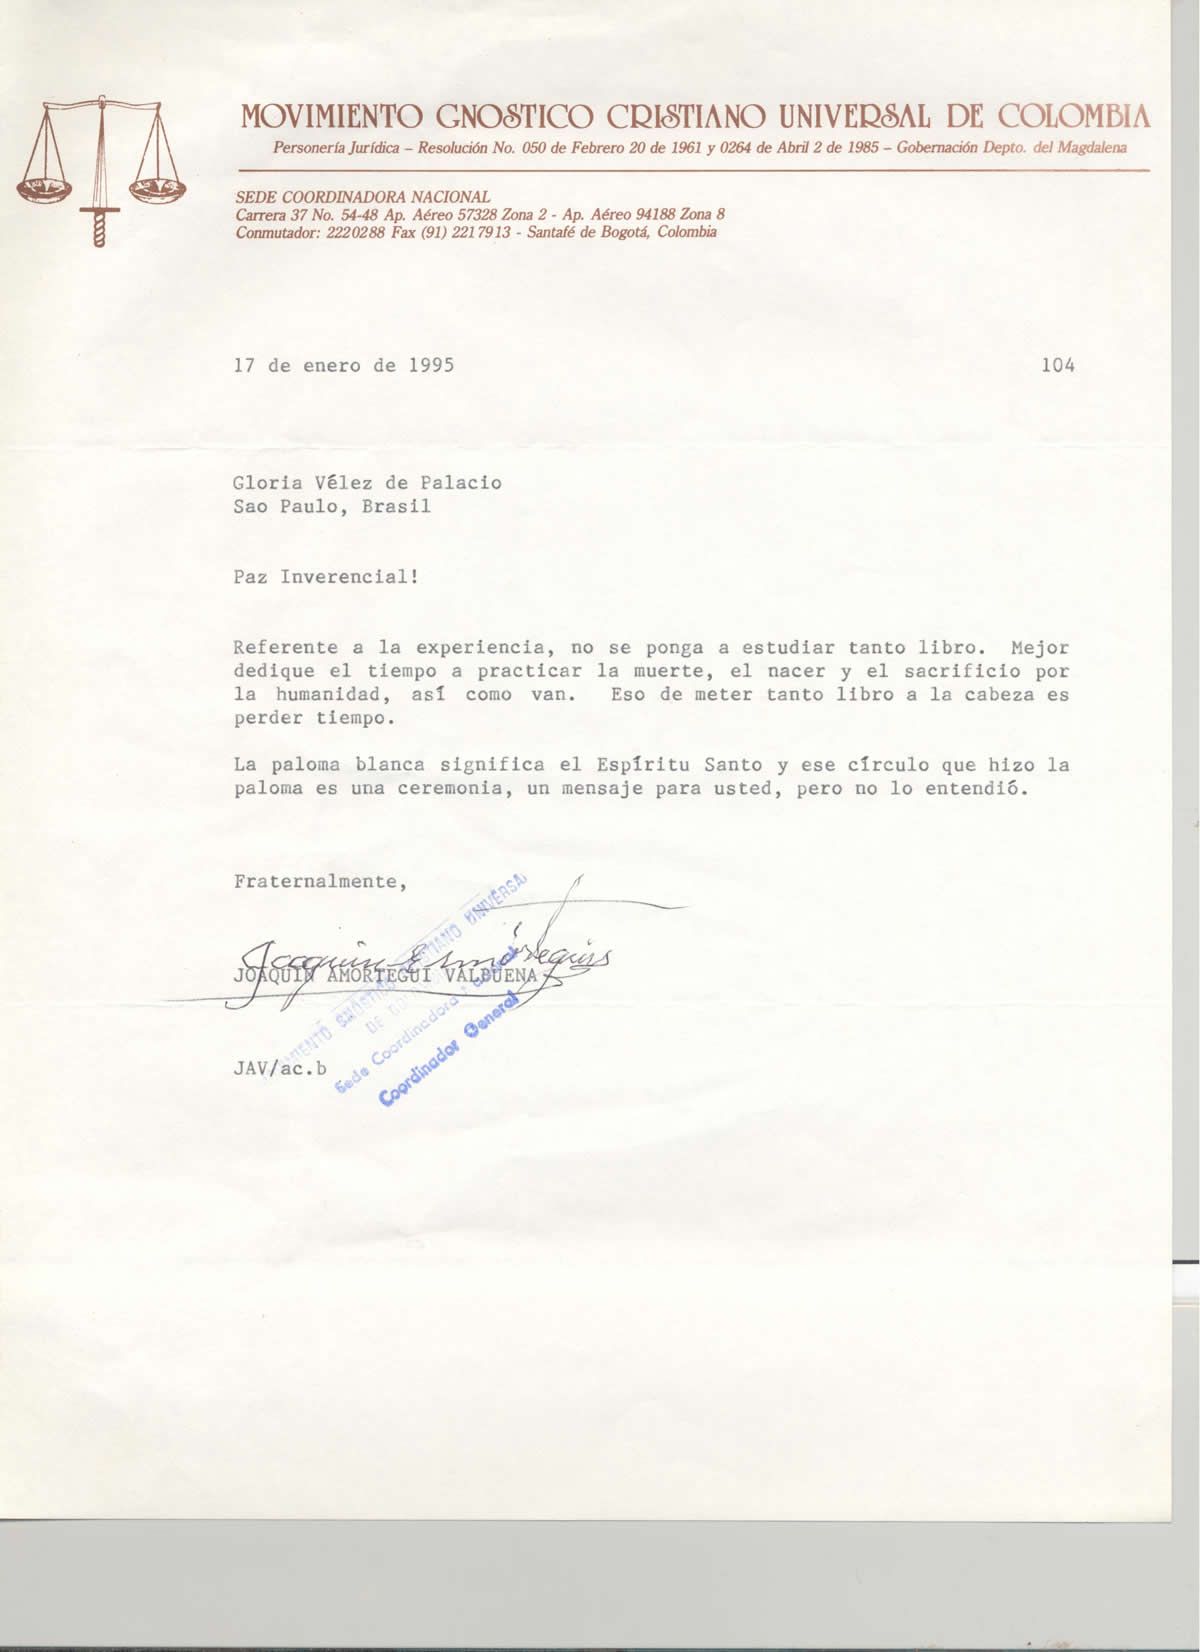 MOVIMIENTO GNOSTICO CRISTIANO UNIVERSAL DE COLOMBIA
Personería Jurídica – Resolución No. 050 de Febrero 20 de 1961 y 0264 de Abril 2 de 1985 – Gobernación Depto. del Magdalena
SEDE COORDINADORA NACIONAL
Carrera 37 No. 54-48 Ap. Aéreo 57328 Zona 2 - Ap. Aéreo 94188 Zona 8
Conmutador: 2220288 Fax (91) 2217913 - Santafé de Bogotá, Colombia
17 de enero de 1995 104
Gloria Vélez de Palacio
Sao Paulo, Brasil
Paz Inverencial!
Referente a la experiencia, no se ponga a estudiar tanto libro. Mejor
dedique el tiempo a practicar la muerte, el nacer y el sacrificio por
la humanidad, así como van. Eso de meter tanto libro a la cabeza es
perder tiempo.
La paloma blanca significa el Espíritu Santo y ese círculo que hizo la
paloma es una ceremonia, un mensaje para usted, pero no lo entendió.
Fraternalmente,
Joaquin
JOAQUIN AMORTEGUI VALBUENA
GNÓSTICO UNIVERSA
DE
Sede Coordinadora
Coordinador General
JAV/ac.b